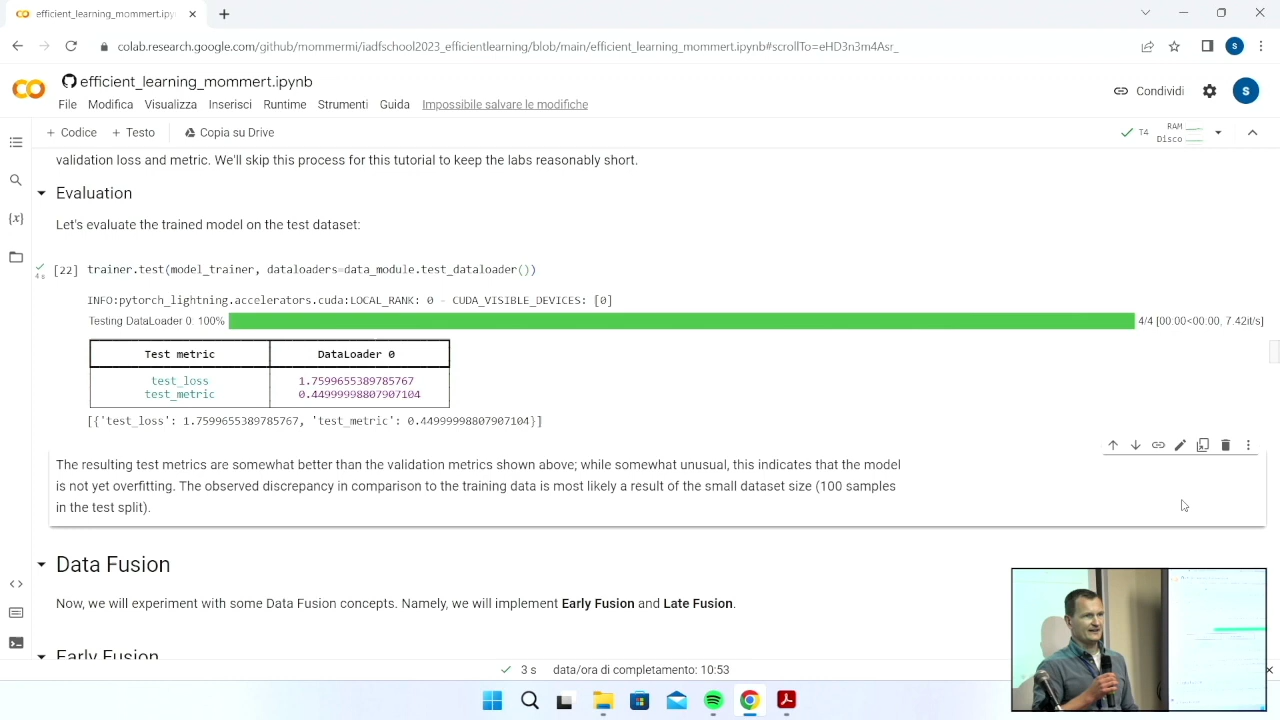 efficient_learning_mommert.ipyn
colab.research.google.com/github/mommermi/iadfschool2023_efficientlearning/blob/main/efficient_learning_mommert.ipynb#scrollTo=eHD3n3m4Asr_
S
efficient_learning_mommert.ipynb
File Modifica Visualizza Inserisci Runtime Strumenti Guida Impossibile salvare le modifiche
Condividi
S
+ Codice + Testo Copia su Drive
T4 RAM
Disco
validation loss and metric. We'll skip this process for this tutorial to keep the labs reasonably short.
Evaluation
Let's evaluate the trained model on the test dataset:
4 s
[22] trainer.test(model_trainer, dataloaders=data_module.test_dataloader())
INFO:pytorch_lightning.accelerators.cuda:LOCAL_RANK: 0 - CUDA_VISIBLE_DEVICES: [0]
Testing DataLoader 0: 100% 4/4 [00:00<00:00, 7.42it/s]
Test metric DataLoader 0
test_loss 1.7599655389785767
test_metric 0.44999998807907104
[{'test_loss': 1.7599655389785767, 'test_metric': 0.44999998807907104}]
The resulting test metrics are somewhat better than the validation metrics shown above; while somewhat unusual, this indicates that the model
is not yet overfitting. The observed discrepancy in comparison to the training data is most likely a result of the small dataset size (100 samples
in the test split).
Data Fusion
Now, we will experiment with some Data Fusion concepts. Namely, we will implement Early Fusion and Late Fusion.
Early Fusion
3 s data/ora di completamento: 10:53